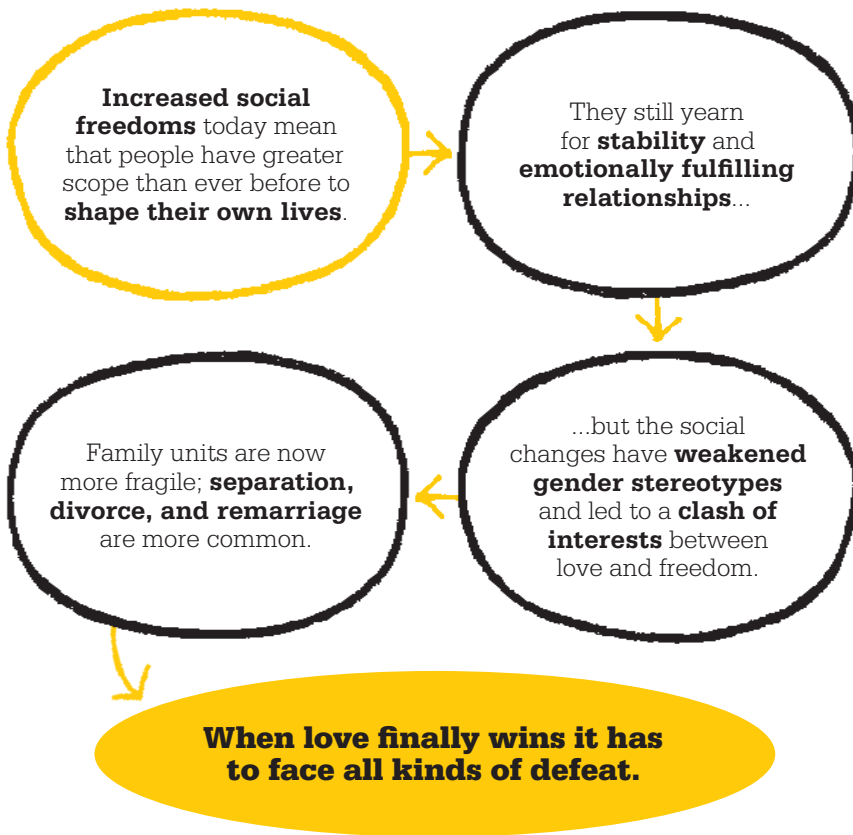 Increased social
freedoms today mean
that people have greater
scope than ever before to
shape their own lives.
They still yearn
for stability and
emotionally fulfilling
relationships...
...but the social
changes have weakened
gender stereotypes
and led to a clash of
interests between
love and freedom.
Family units are now
more fragile; separation,
divorce, and remarriage
are more common.
When love finally wins it has
to face all kinds of defeat.